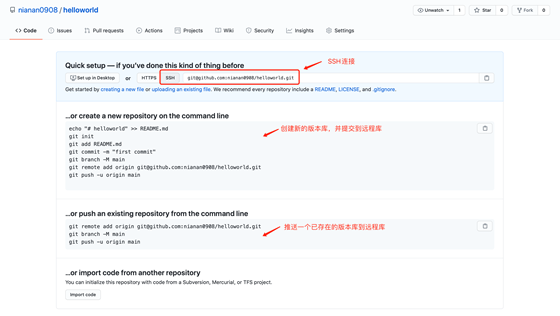 nianan0908 / helloworld
Unwatch 1 Star 0 Fork 0
Code Issues Pull requests Actions Projects Wiki Security Insights Settings
Quick setup — if you've done this kind of thing before
SSH连接
Set up in Desktop or HTTPS SSH git@github.com:nianan0908/helloworld.git
Get started by creating a new file or uploading an existing file. We recommend every repository include a README, LICENSE, and .gitignore.
...or create a new repository on the command line
echo "# helloworld" >> README.md
git init
创建新的版本库，并提交到远程库
git add README.md
git commit -m "first commit"
git branch -M main
git remote add origin git@github.com:nianan0908/helloworld.git
git push -u origin main
...or push an existing repository from the command line
git remote add origin git@github.com:nianan0908/helloworld.git
推送一个已存在的版本库到远程库
git branch -M main
git push -u origin main
...or import code from another repository
You can initialize this repository with code from a Subversion, Mercurial, or TFS project.
Import code